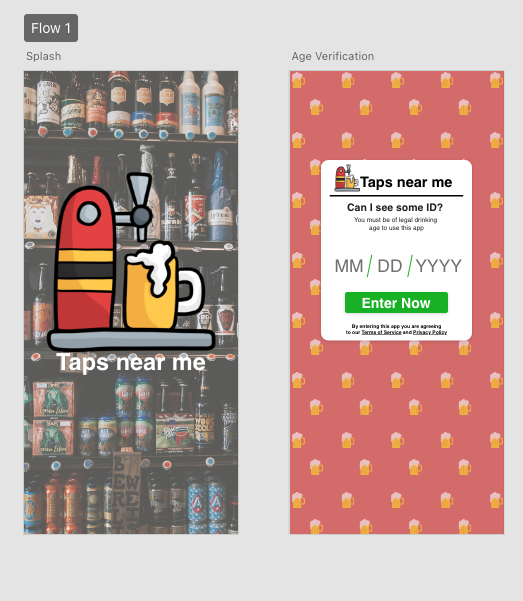 Flow 1
Splash
Age Verification
Taps near me
Taps near me
Can I see some ID?
You must be of legal drinking
age to use this app
MM / DD / YYYY
Enter Now
By entering this app you are agreeing
to our Terms of Service and Privacy Policy